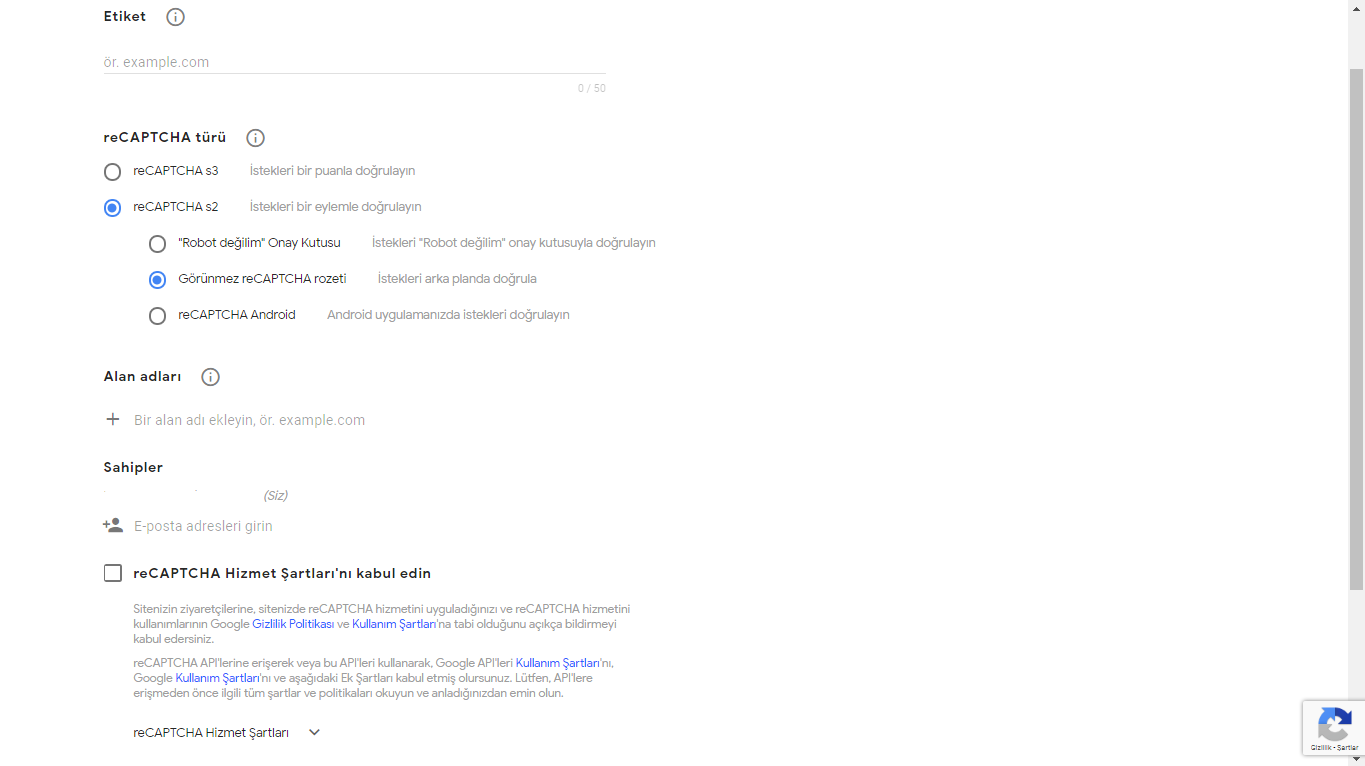 Etiket
ör. example.com
0 / 50
reCAPTCHA türü
reCAPTCHA s3 İstekleri bir puanla doğrulayın
reCAPTCHA s2 İstekleri bir eylemle doğrulayın
"Robot değilim" Onay Kutusu İstekleri "Robot değilim" onay kutusuyla doğrulayın
Görünmez reCAPTCHA rozeti İstekleri arka planda doğrula
reCAPTCHA Android Android uygulamanızda istekleri doğrulayın
Alan adları
Bir alan adı ekleyin, ör. example.com
Sahipler
(Siz)
E-posta adresleri girin
reCAPTCHA Hizmet Şartları'nı kabul edin
Sitenizin ziyaretçilerine, sitenizde reCAPTCHA hizmetini uyguladığınızı ve reCAPTCHA hizmetini
kullanımlarının Google Gizlilik Politikası ve Kullanım Şartları'na tabi olduğunu açıkça bildirmeyi
kabul edersiniz.
reCAPTCHA API'lerine erişerek veya bu API'leri kullanarak, Google API'leri Kullanım Şartları'nı,
Google Kullanım Şartları'nı ve aşağıdaki Ek Şartları kabul etmiş olursunuz. Lütfen, API'lere
erişmeden önce ilgili tüm şartlar ve politikaları okuyun ve anladığınızdan emin olun.
reCAPTCHA Hizmet Şartları
Gizlilik - Şartlar